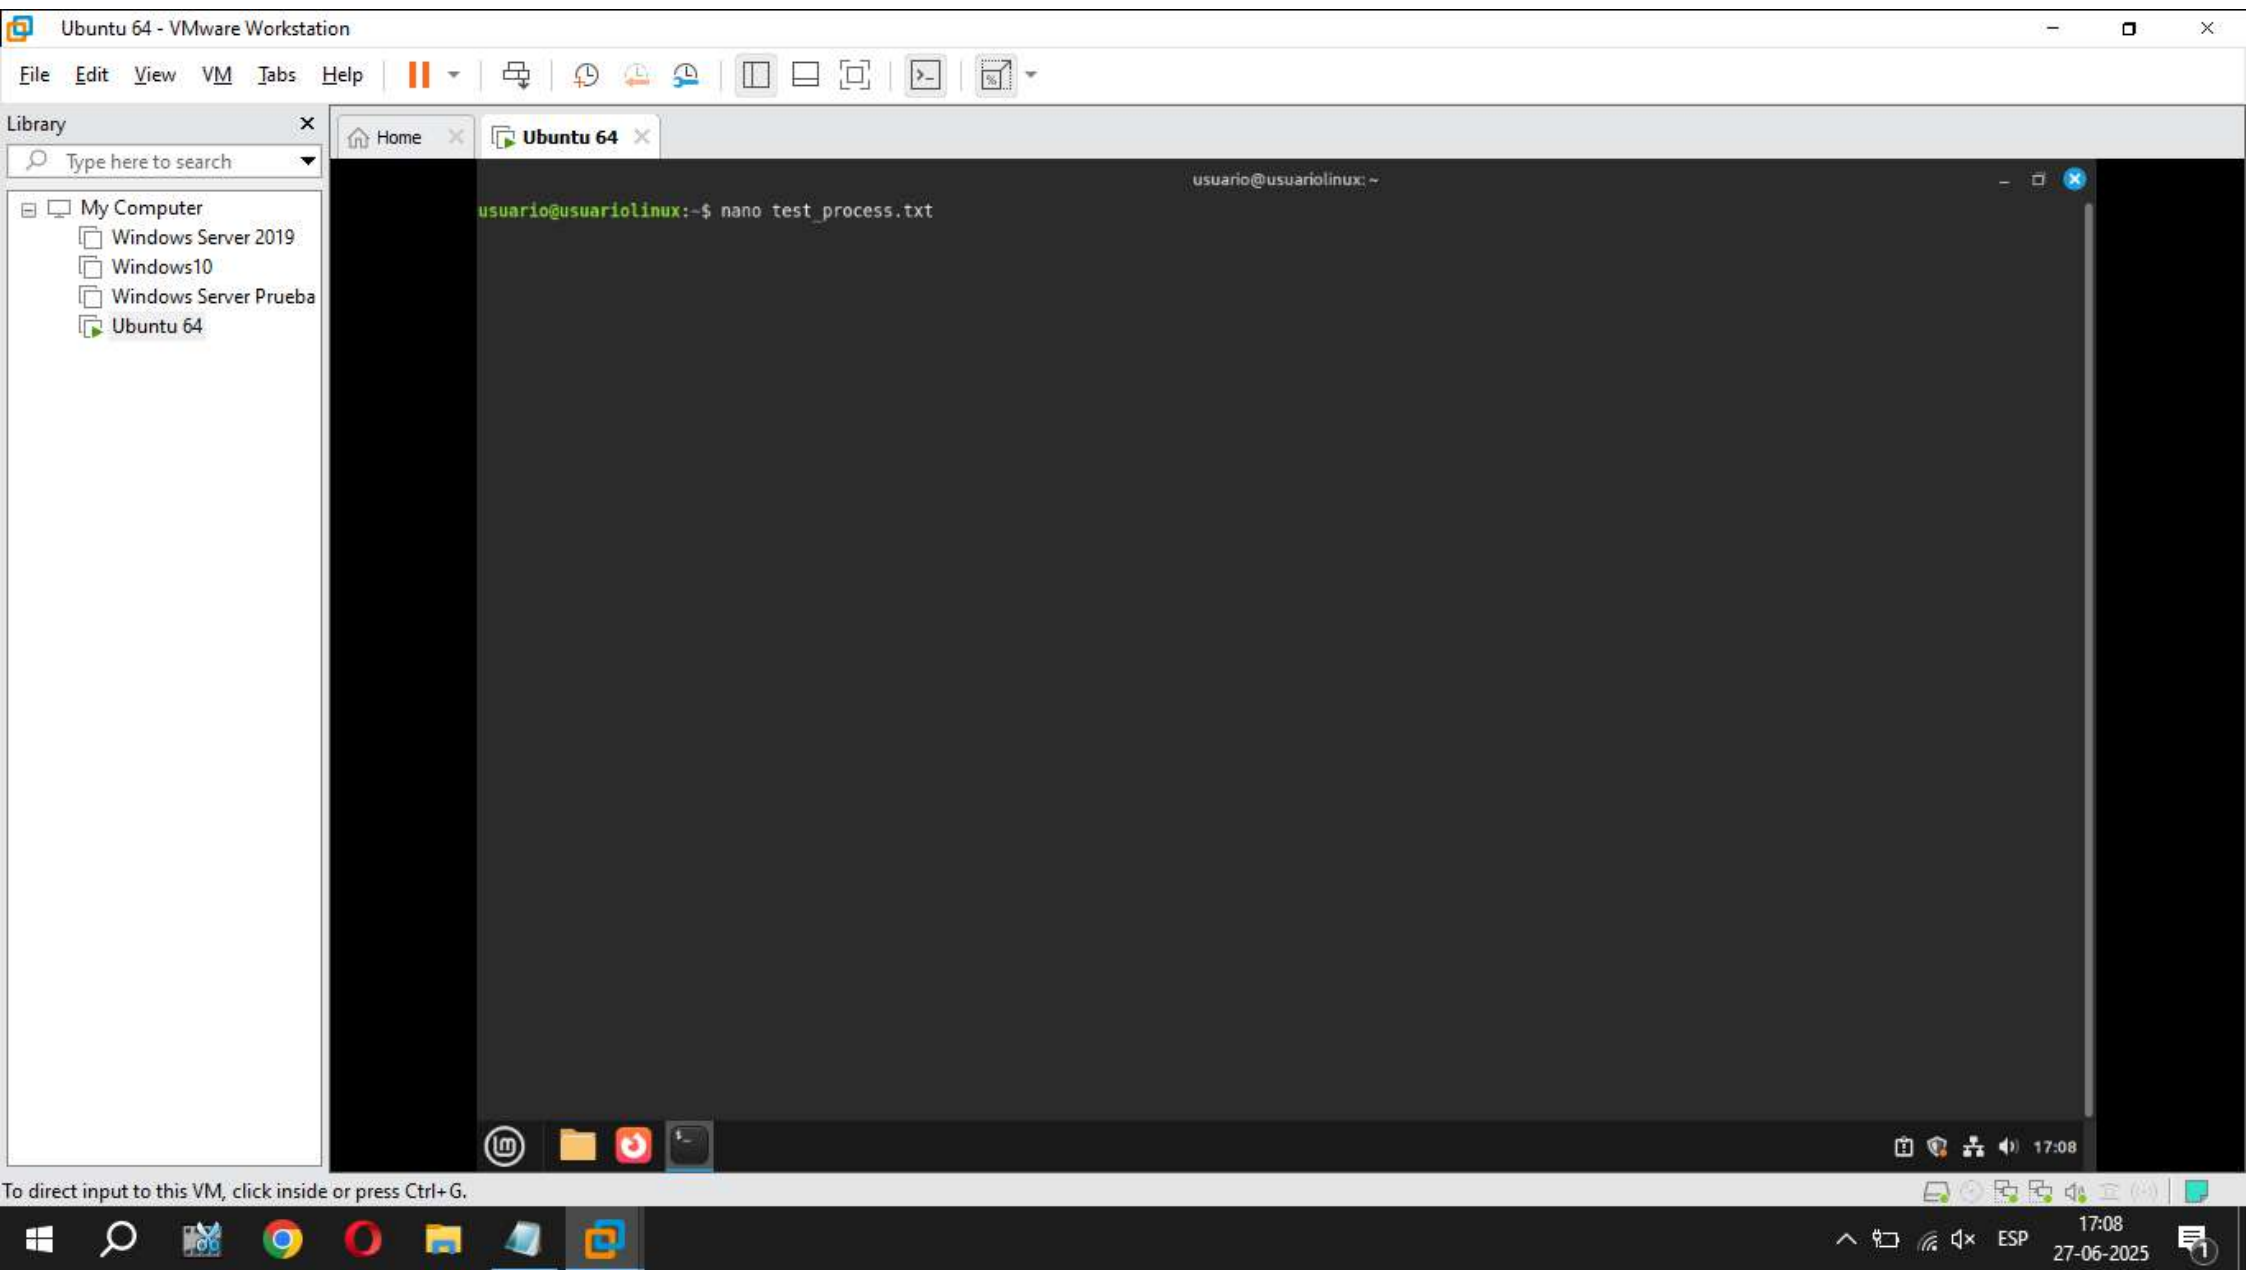 Ubuntu 64 - VMware Workstation
File Edit View VM Tabs Help
Library
Type here to search
My Computer
Windows Server 2019
Windows10
Windows Server Prueba
Ubuntu 64
Home
Ubuntu 64
usuario@usuariolinux: ~
usuario@usuariolinux:~$ nano test_process.txt
17:08
To direct input to this VM, click inside or press Ctrl+G.
ESP
17:08
27-06-2025
1